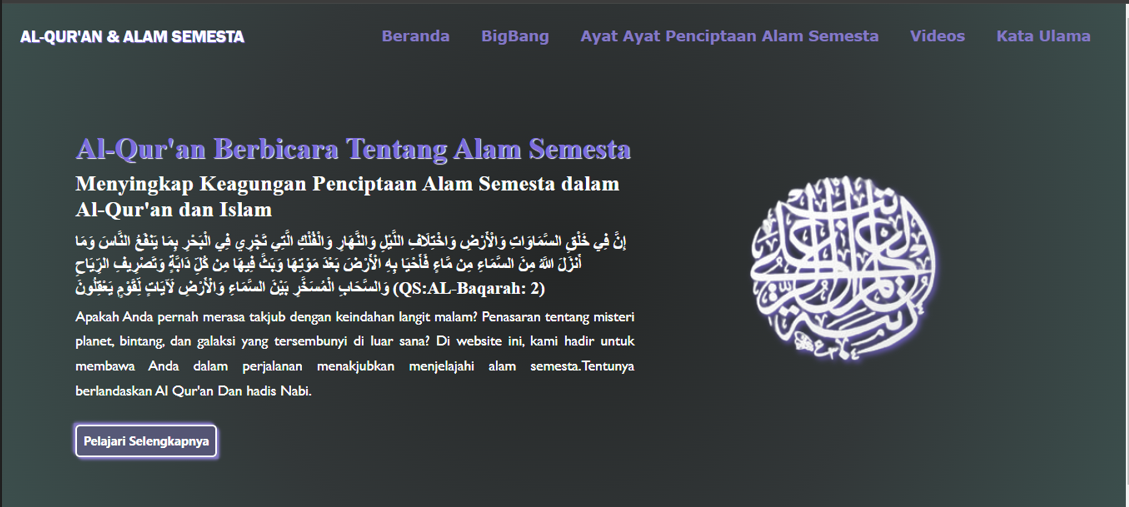 AL-QUR'AN & ALAM SEMESTA
Beranda
BigBang
Ayat Ayat Penciptaan Alam Semesta
Videos
Kata Ulama
Al-Qur'an Berbicara Tentang Alam Semesta
Menyingkap Keagungan Penciptaan Alam Semesta dalam
Al-Qur'an dan Islam
إِنَّ فِي خَلْقِ السَّمَاوَاتِ وَالْأَرْضِ وَاخْتِلَافِ اللَّيْلِ وَالنَّهَارِ وَالْفُلْكِ الَّتِي تَجْرِي فِي الْبَحْرِ بِمَا يَنْفَعُ النَّاسَ وَمَا
أَنْزَلَ اللَّهُ مِنَ السَّمَاءِ مِنْ مَاءٍ فَأَحْيَا بِهِ الْأَرْضَ بَعْدَ مَوْتِهَا وَبَثَّ فِيهَا مِن كُلِّ دَابَّةٍ وَتَصْرِيفِ الرِّيَاحِ
وَالسَّحَابِ الْمُسَخَّرِ بَيْنَ السَّمَاءِ وَالْأَرْضِ لَآيَاتٍ لِّقَوْمٍ يَعْقِلُونَ (QS:AL-Baqarah: 2)
Apakah Anda pernah merasa takjub dengan keindahan langit malam? Penasaran tentang misteri
planet, bintang, dan galaksi yang tersembunyi di luar sana? Di website ini, kami hadir untuk
membawa Anda dalam perjalanan menakjubkan menjelajahi alam semesta.Tentunya
berlandaskan Al Qur'an Dan hadis Nabi.
Pelajari Selengkapnya